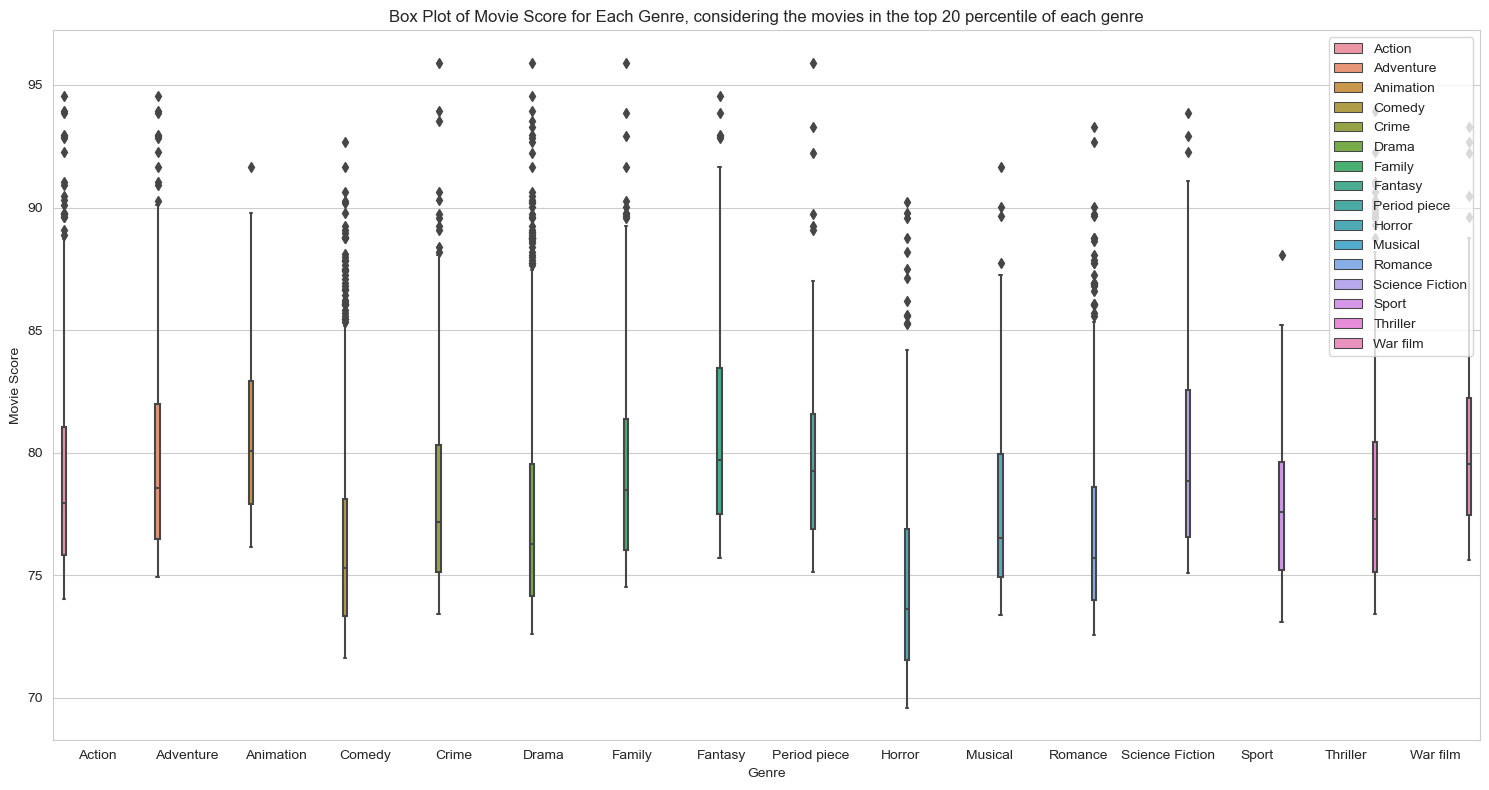 Box Plot of Movie Score for Each Genre, considering the movies in the top 20 percentile of each genre
Action
Adventure
Animation
Comedy
Crime
Drama
Family
Fantasy
Period piece
Horror
Musical
Romance
Science Fiction
Sport
Thriller
War film
95
90
85
80
75
70
Movie Score
Action Adventure Animation Comedy Crime Drama Family Fantasy Period piece Horror Musical Romance Science Fiction Sport Thriller War film
Genre